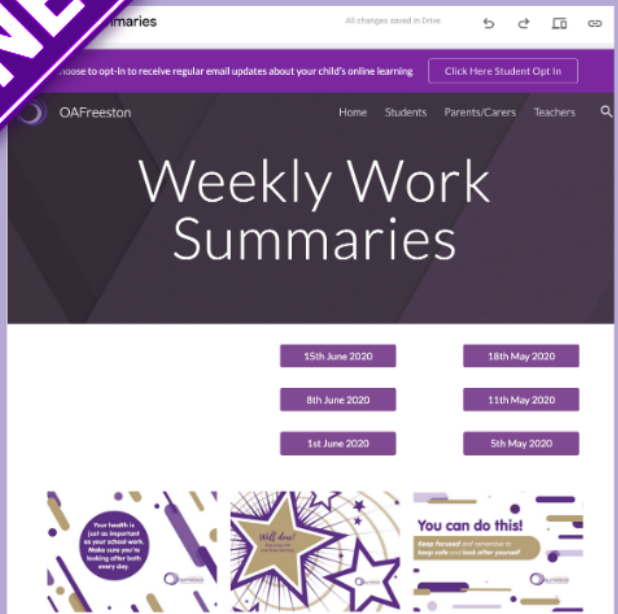 maries
All changes saved in Drive
hoose to opt-in to receive regular email updates about your child's online learning
Click Here Student Opt In
OAFreeston
Home Students Parents/Carers Teachers
Weekly Work
Summaries
15th June 2020 18th May 2020
8th June 2020 11th May 2020
1st June 2020 5th May 2020
Your health is
just as important
as your school work.
Make sure you're
looking after both
every day.
Well done!
You can do this!
Keep focused and remember to
keep safe and look after yourself